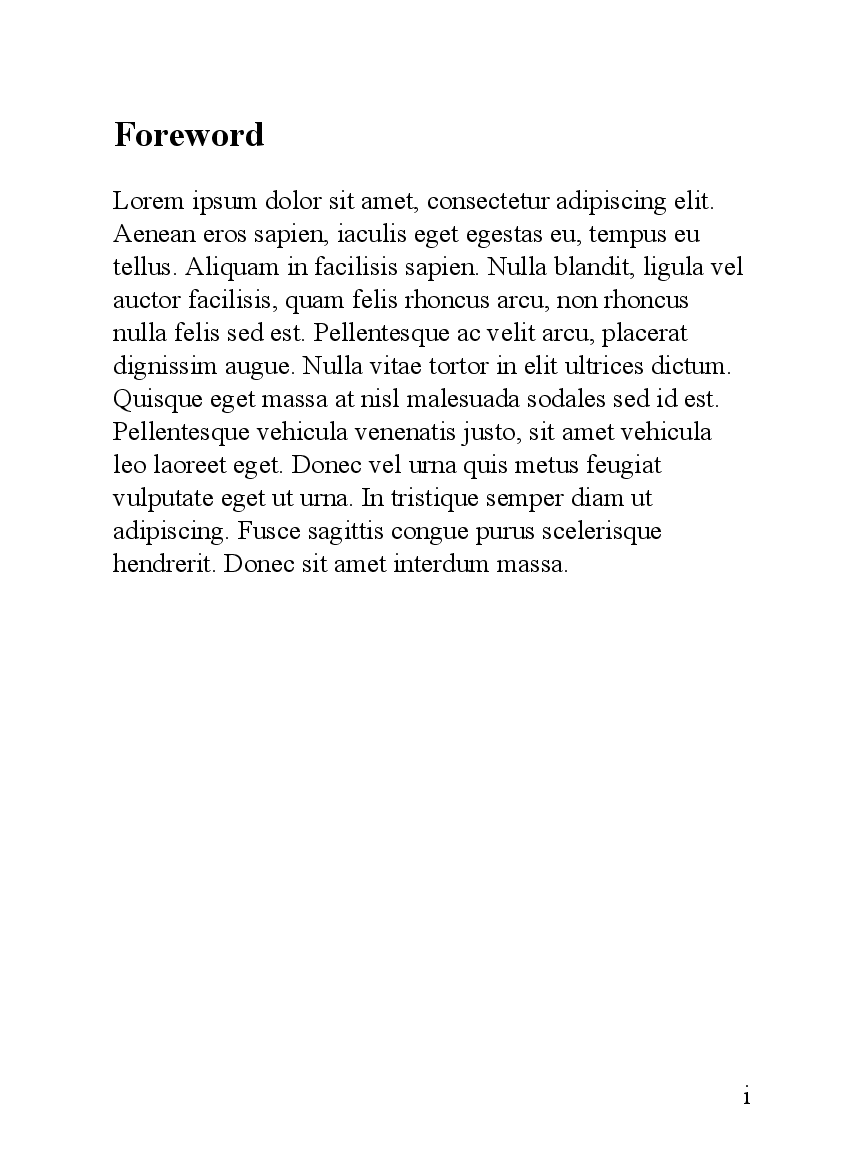 Foreword
Lorem ipsum dolor sit amet, consectetur adipiscing elit.
Aenean eros sapien, iaculis eget egestas eu, tempus eu
tellus. Aliquam in facilisis sapien. Nulla blandit, ligula vel
auctor facilisis, quam felis rhoncus arcu, non rhoncus
nulla felis sed est. Pellentesque ac velit arcu, placerat
dignissim augue. Nulla vitae tortor in elit ultrices dictum.
Quisque eget massa at nisl malesuada sodales sed id est.
Pellentesque vehicula venenatis justo, sit amet vehicula
leo laoreet eget. Donec vel urna quis metus feugiat
vulputate eget ut urna. In tristique semper diam ut
adipiscing. Fusce sagittis congue purus scelerisque
hendrerit. Donec sit amet interdum massa.
i